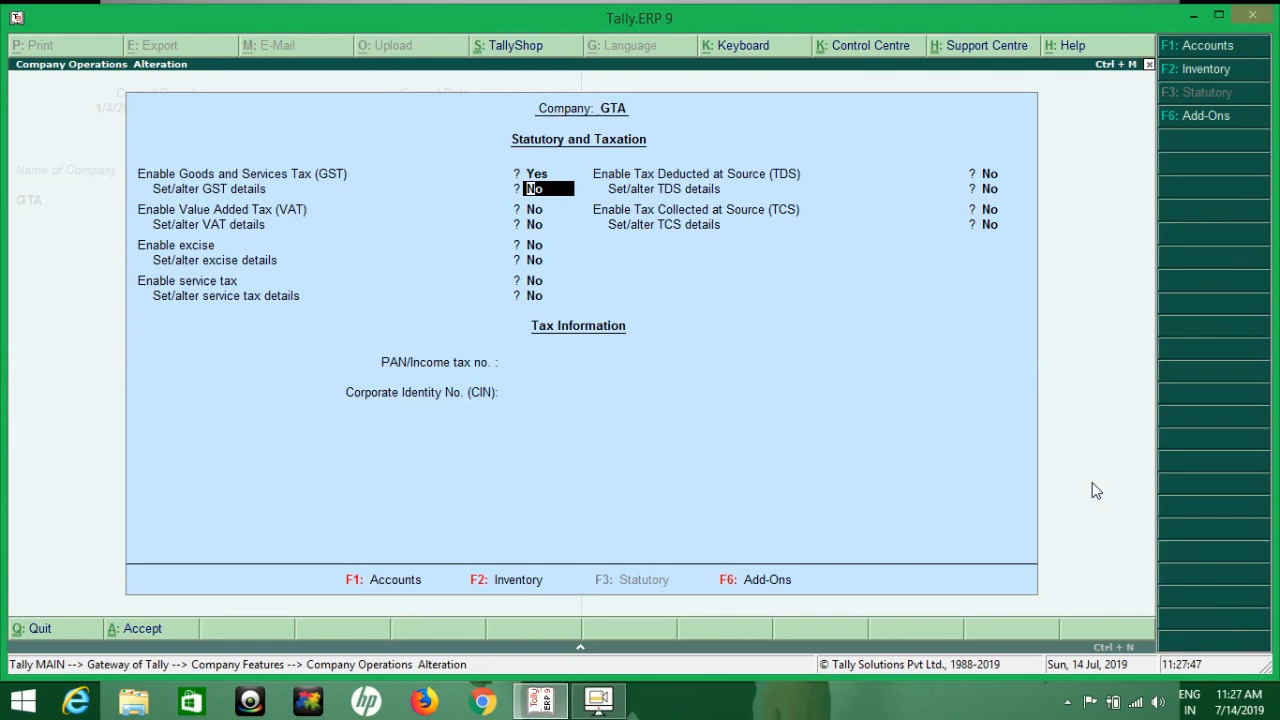 Tally.ERP 9
P: Print E: Export M: E-Mail O: Upload S: TallyShop G: Language K: Keyboard K: Control Centre H: Support Centre H: Help
Company Operations Alteration Ctrl + M
F1: Accounts
F2: Inventory
F3: Statutory
F6: Add-Ons
Name of Company
GTA
Company: GTA
Statutory and Taxation
Enable Goods and Services Tax (GST) ? Yes Enable Tax Deducted at Source (TDS) ? No
Set/alter GST details ? No Set/alter TDS details ? No
Enable Value Added Tax (VAT) ? No Enable Tax Collected at Source (TCS) ? No
Set/alter VAT details ? No Set/alter TCS details ? No
Enable excise ? No
Set/alter excise details ? No
Enable service tax ? No
Set/alter service tax details ? No
Tax Information
PAN/Income tax no. :
Corporate Identity No. (CIN):
F1: Accounts F2: Inventory F3: Statutory F6: Add-Ons
Q: Quit A: Accept
Ctrl + N
Tally MAIN --> Gateway of Tally --> Company Features --> Company Operations Alteration © Tally Solutions Pvt Ltd., 1988-2019 Sun, 14 Jul, 2019 11:27:47
ENG 11:27 AM
IN 7/14/2019